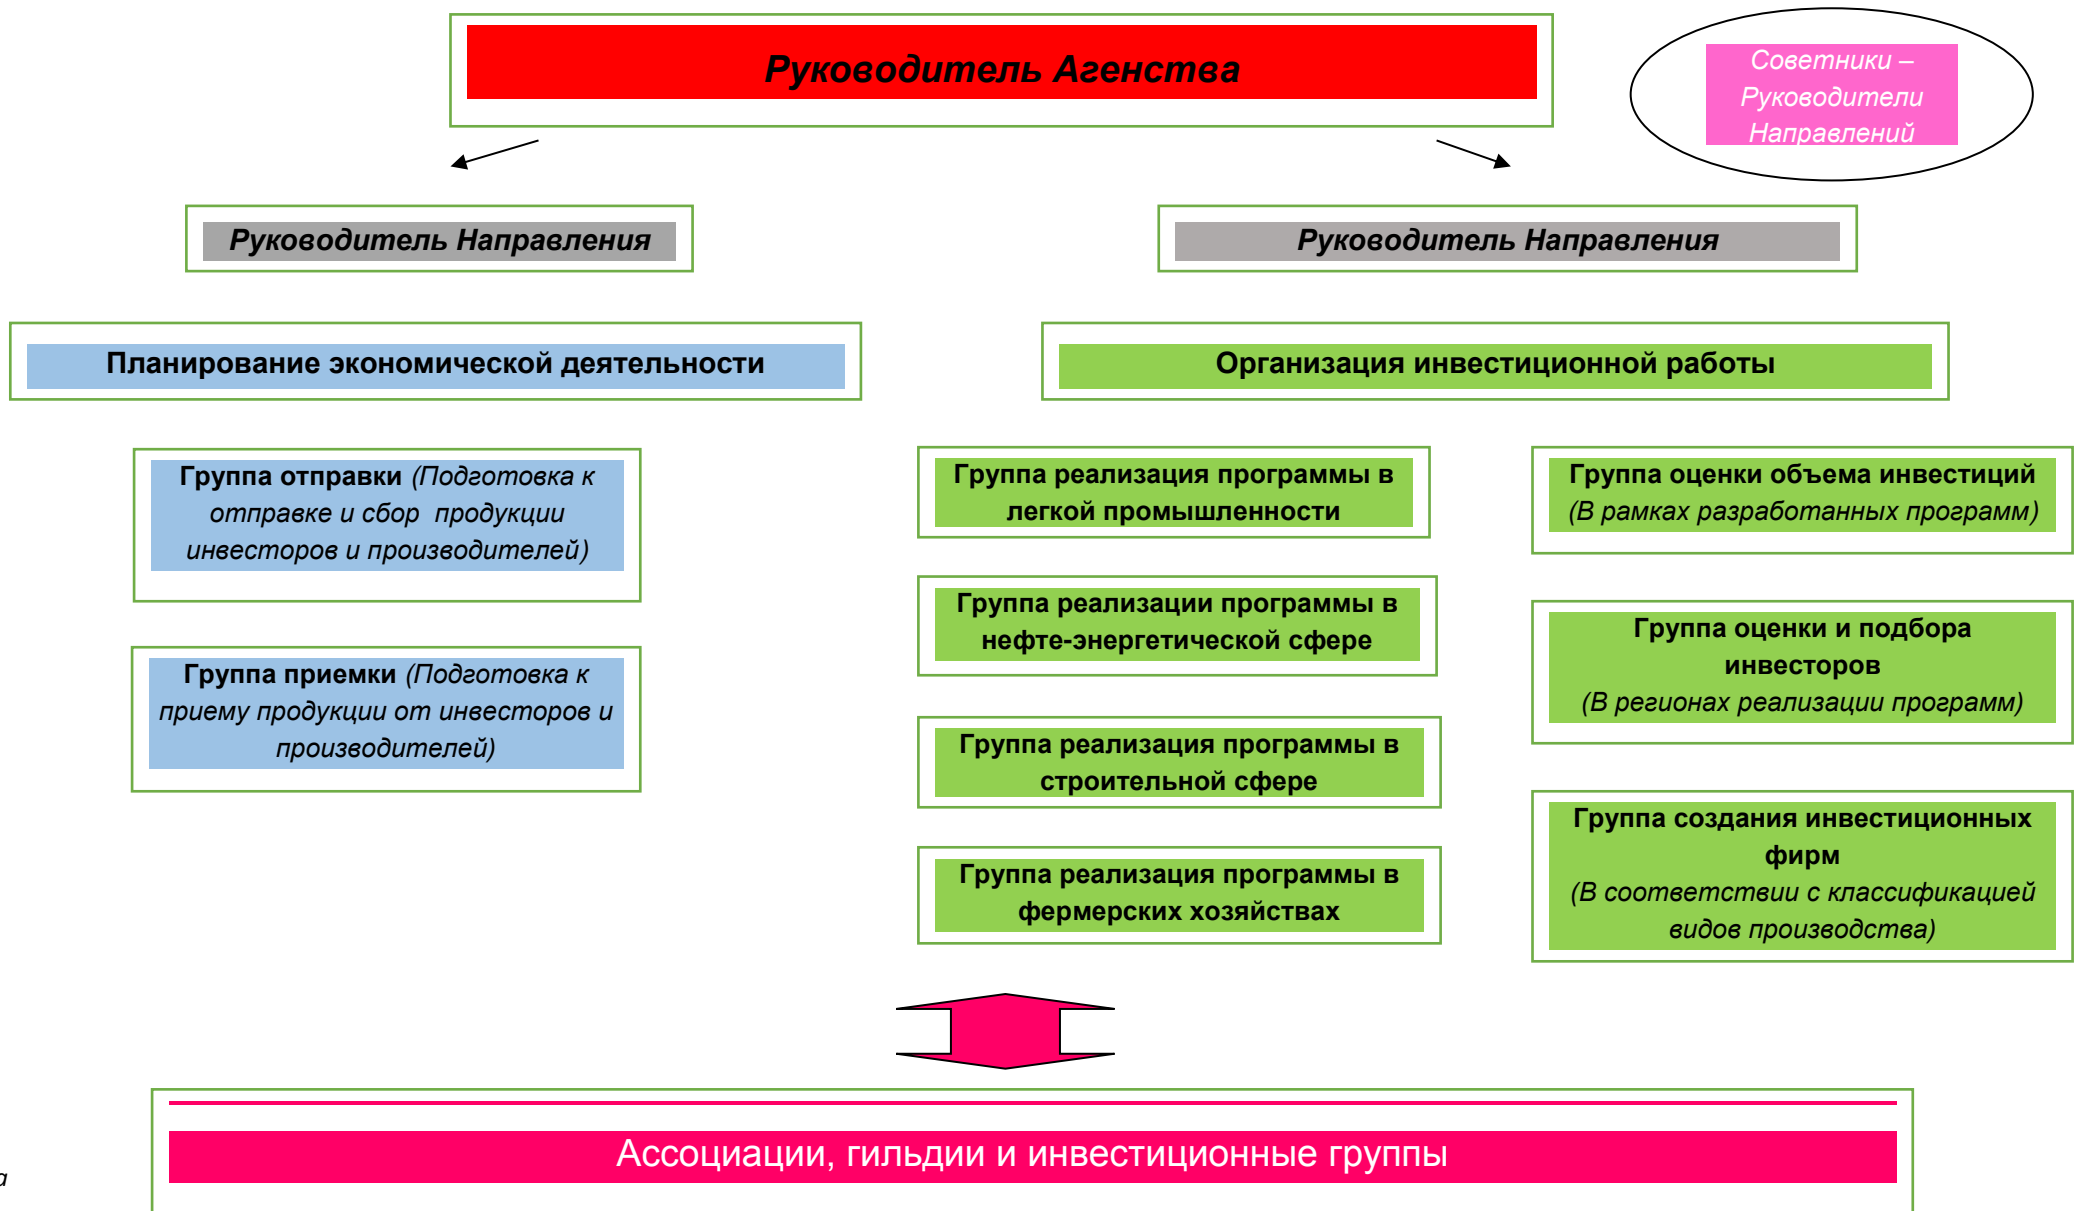 Руководитель Агенства
Советники –
Руководители
Направлений
Руководитель Направления
Руководитель Направления
Планирование экономической деятельности
Организация инвестиционной работы
Группа отправки (Подготовка к
отправке и сбор продукции
инвесторов и производителей)
Группа приемки (Подготовка к
приему продукции от инвесторов и
производителей)
Группа реализация программы в
легкой промышленности
Группа реализации программы в
нефте-энергетической сфере
Группа реализация программы в
строительной сфере
Группа реализация программы в
фермерских хозяйствах
Группа оценки объема инвестиций
(В рамках разработанных программ)
Группа оценки и подбора
инвесторов
(В регионах реализации программ)
Группа создания инвестиционных
фирм
(В соответствии с классификацией
видов производства)
Ассоциации, гильдии и инвестиционные группы